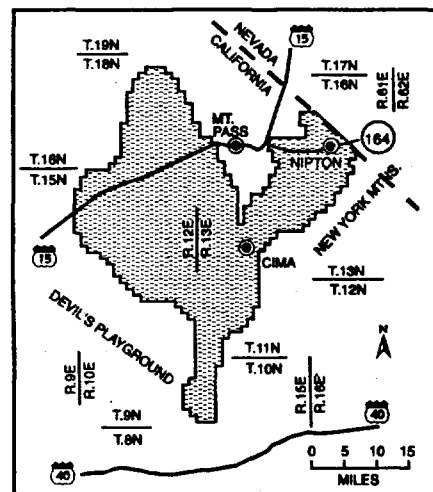 T.19N
T.18N
NEVADA
CALIFORNIA
15
T.17N
T.16N
R.61E
R.62E
MT.
PASS
164
NIPTON
T.16N
T.15N
NEW YORK MTNS.
R.12E
R.13E
CIMA
15
T.13N
T.12N
DEVIL'S PLAYGROUND
N
T.11N
T.10N
R.9E
R.10E
R.15E
R.16E
T.9N
T.8N
40
40
0 5 10 15
MILES